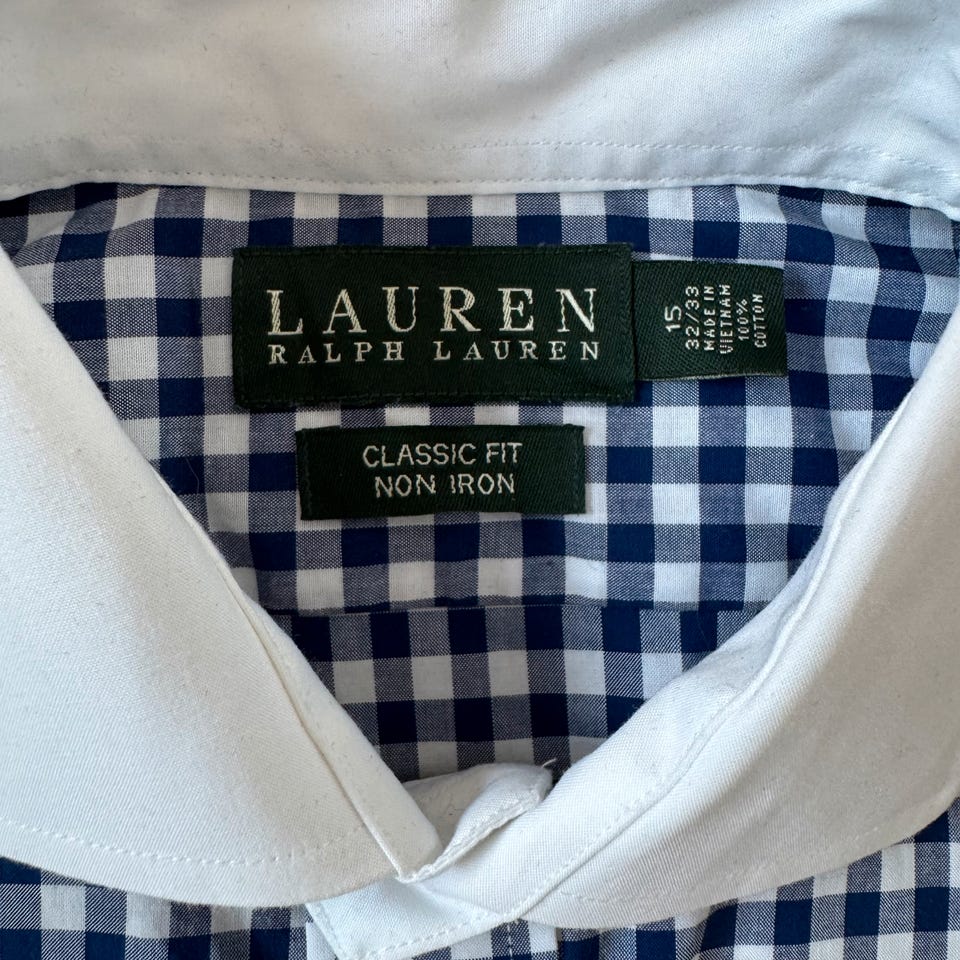 LAUREN
RALPH LAUREN
15
32/33
MADE IN
VIETNAM
100%
COTTON
CLASSIC FIT
NON IRON